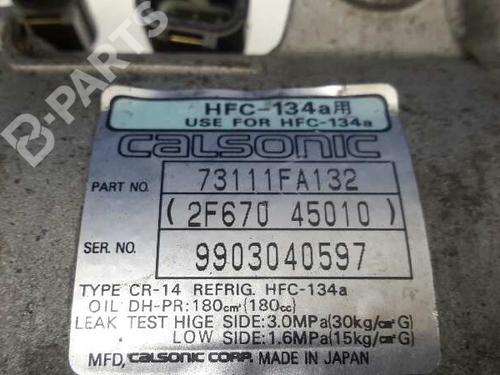 B-PARTS
HFC-134a用
USE FOR HFC-134a
CALSONIC
PART NO. 73111FA132
(2F670 45010)
SER. NO. 9903040597
TYPE CR-14 REFRIG. HFC-134a
OIL DH-PR:180cm³(180cc)
LEAK TEST HIGE SIDE:3.0MPa(30kg/㎠G)
LOW SIDE:1.6MPa(15kg/㎠G)
MFD, CALSONIC CORP. MADE IN JAPAN